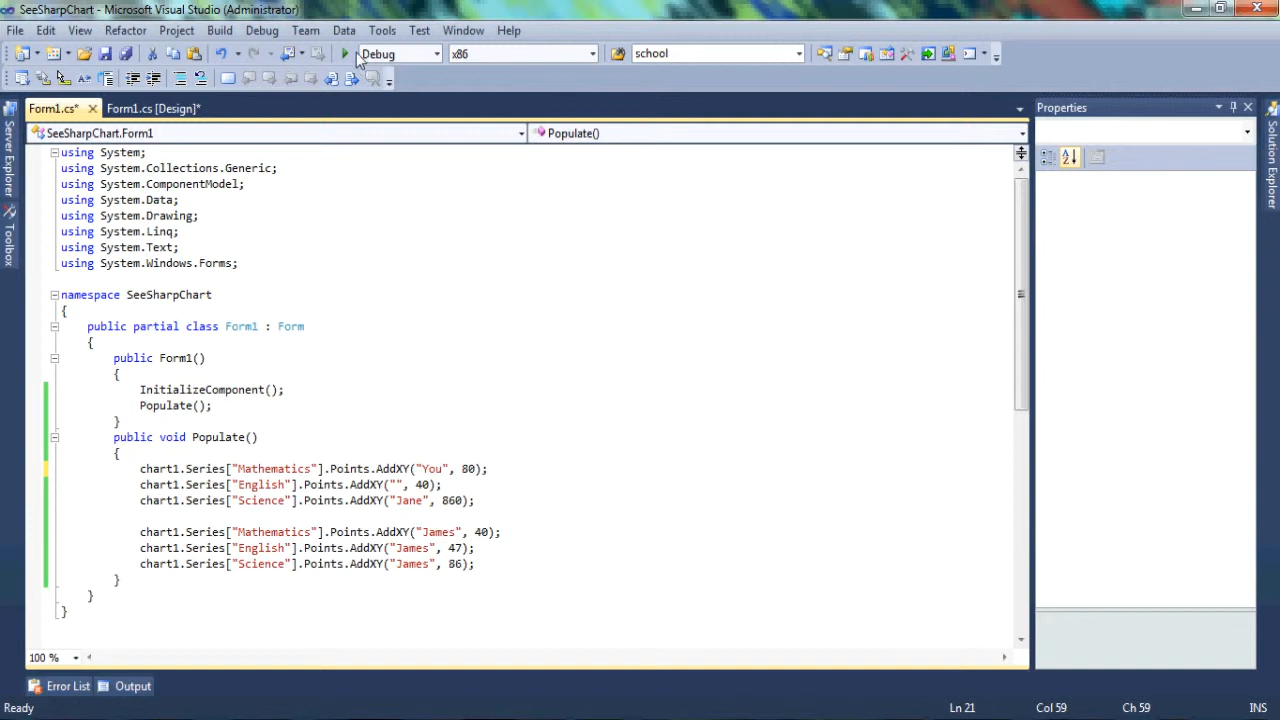 SeeSharpChart - Microsoft Visual Studio (Administrator)
File Edit View Refactor Project Build Debug Team Data Tools Test Window Help
Debug x86 school
Form1.cs* Form1.cs [Design]*
Properties
SeeSharpChart.Form1 Populate()
Server Explorer
Toolbox
Solution Explorer
using System;
using System.Collections.Generic;
using System.ComponentModel;
using System.Data;
using System.Drawing;
using System.Linq;
using System.Text;
using System.Windows.Forms;
namespace SeeSharpChart
{
public partial class Form1 : Form
{
public Form1()
{
InitializeComponent();
Populate();
}
public void Populate()
{
chart1.Series["Mathematics"].Points.AddXY("You", 80);
chart1.Series["English"].Points.AddXY("", 40);
chart1.Series["Science"].Points.AddXY("Jane", 860);
chart1.Series["Mathematics"].Points.AddXY("James", 40);
chart1.Series["English"].Points.AddXY("James", 47);
chart1.Series["Science"].Points.AddXY("James", 86);
}
}
}
100 %
Error List Output
Ready Ln 21 Col 59 Ch 59 INS